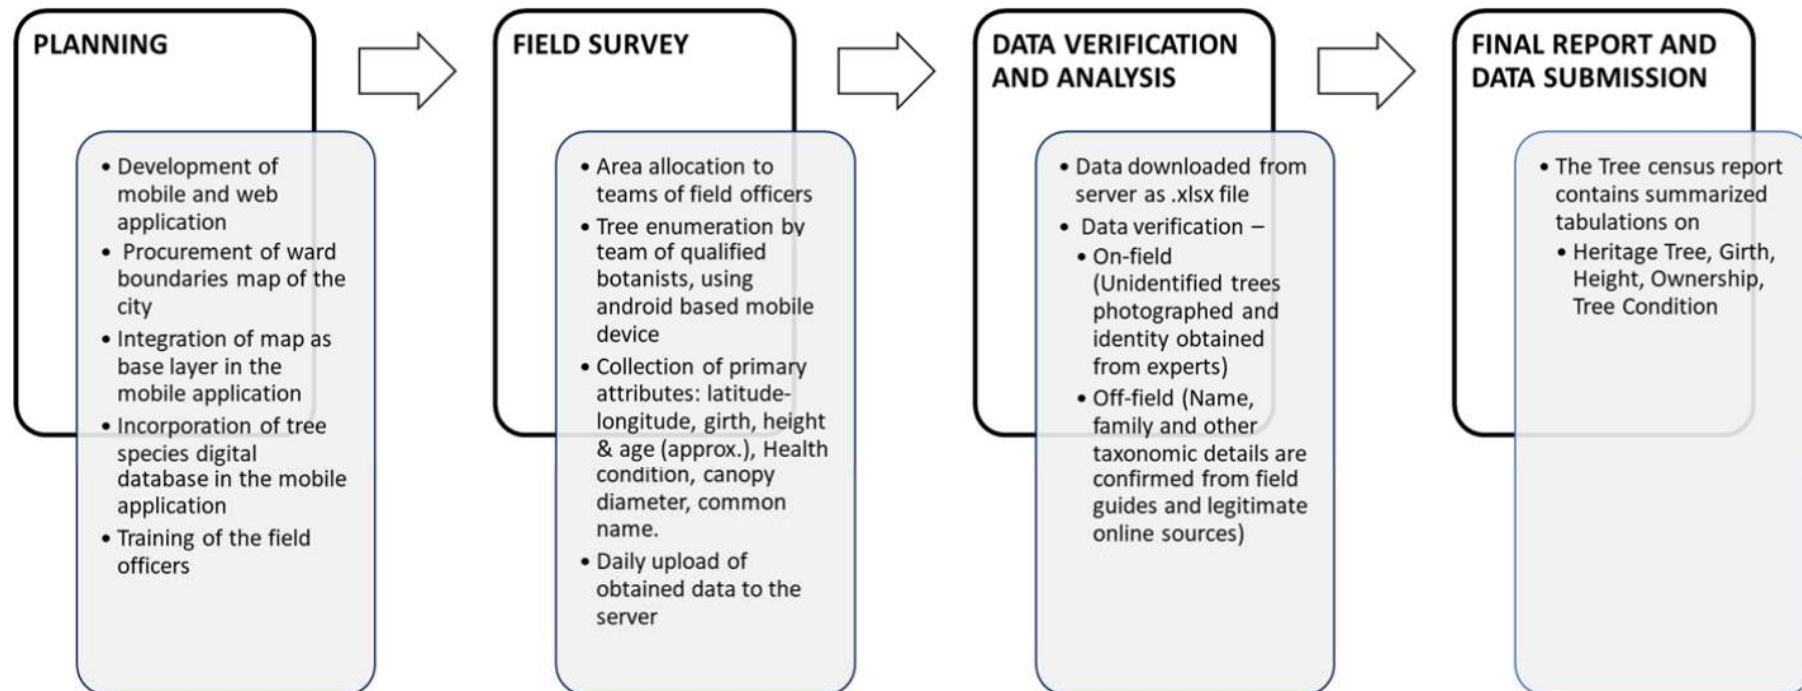 PLANNING
• Development of
mobile and web
application
• Procurement of ward
boundaries map of the
city
• Integration of map as
base layer in the
mobile application
• Incorporation of tree
species digital
database in the mobile
application
• Training of the field
officers
FIELD SURVEY
• Area allocation to
teams of field officers
• Tree enumeration by
team of qualified
botanists, using
android based mobile
device
• Collection of primary
attributes: latitude-
longitude, girth, height
& age (approx.), Health
condition, canopy
diameter, common
name.
• Daily upload of
obtained data to the
server
DATA VERIFICATION
AND ANALYSIS
• Data downloaded from
server as .xlsx file
• Data verification –
• On-field
(Unidentified trees
photographed and
identity obtained
from experts)
• Off-field (Name,
family and other
taxonomic details are
confirmed from field
guides and legitimate
online sources)
FINAL REPORT AND
DATA SUBMISSION
• The Tree census report
contains summarized
tabulations on
• Heritage Tree, Girth,
Height, Ownership,
Tree Condition